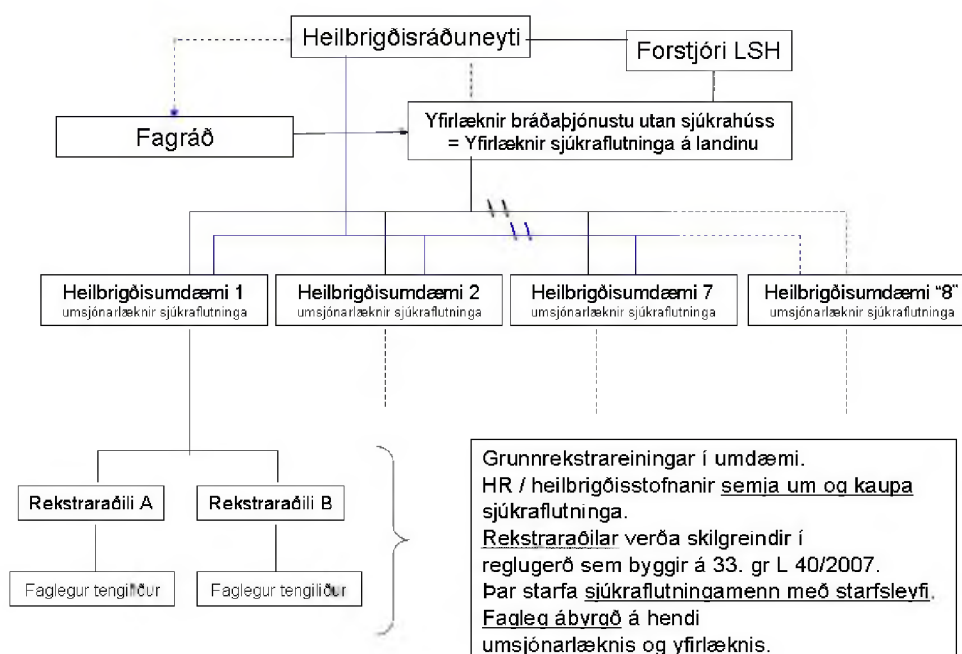 Heilbrigðisráðuneyti
Forstjóri LSH
Fagráð
Yfirlæknir bráðaþjónustu utan sjúkrahúss
= Yfirlæknir sjúkraflutninga á landinu
Heilbrigðisumdæmi 1
umsjónarlæknir sjúkraflutninga
Heilbrigðisumdæmi 2
umsjónarlæknir sjúkraflutninga
Heilbrigðisumdæmi 7
umsjónarlæknir sjúkraflutninga
Heilbrigðisumdæmi "8"
umsjónarlæknir sjúkraflutninga
Rekstraraðili A
Rekstraraðili B
Faglegur tengiliður
Faglegur tengiliður
Grunnrekstrareiningar í umdæmi.
HR / heilbrigðisstofnanir semja um og kaupa
sjúkraflutninga.
Rekstraraðilar verða skilgreindir í
reglugerð sem byggir á 33. gr L 40/2007.
Þar starfa sjúkraflutningamenn með starfsleyfi.
Fagleg ábyrgð á hendi
umsjónarlæknis og yfirlæknis.